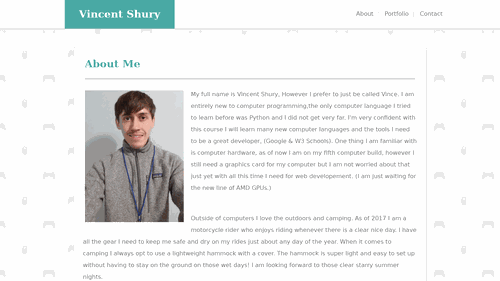 Vincent Shury
About
Portfolio
Contact
About Me
My full name is Vincent Shury, However I prefer to just be called Vince. I am
entirely new to computer programming,the only computer language I tried
to learn before was Python and I did not get very far. I'm very confident with
this course I will learn many new computer languages and the tools I need
to be a great developer, (Google & W3 Schools). One thing I am familiar with
is computer hardware, as of now I am on my fifth computer build, however I
still need a graphics card for my computer but I am not worried about that
just yet with all this time I need for web developement. (I am just waiting for
the new line of AMD GPUs.)
Outside of computers I love the outdoors and camping. As of 2017 I am a
motorcycle rider who enjoys riding whenever there is a clear nice day. I have
all the gear I need to keep me safe and dry on my rides just about any day of the year. When it comes to
camping I always opt to use a lightweight hammock with a cover. The hammock is super light and easy to set up
without having to stay on the ground on those wet days! I am looking forward to those clear starry summer
nights.